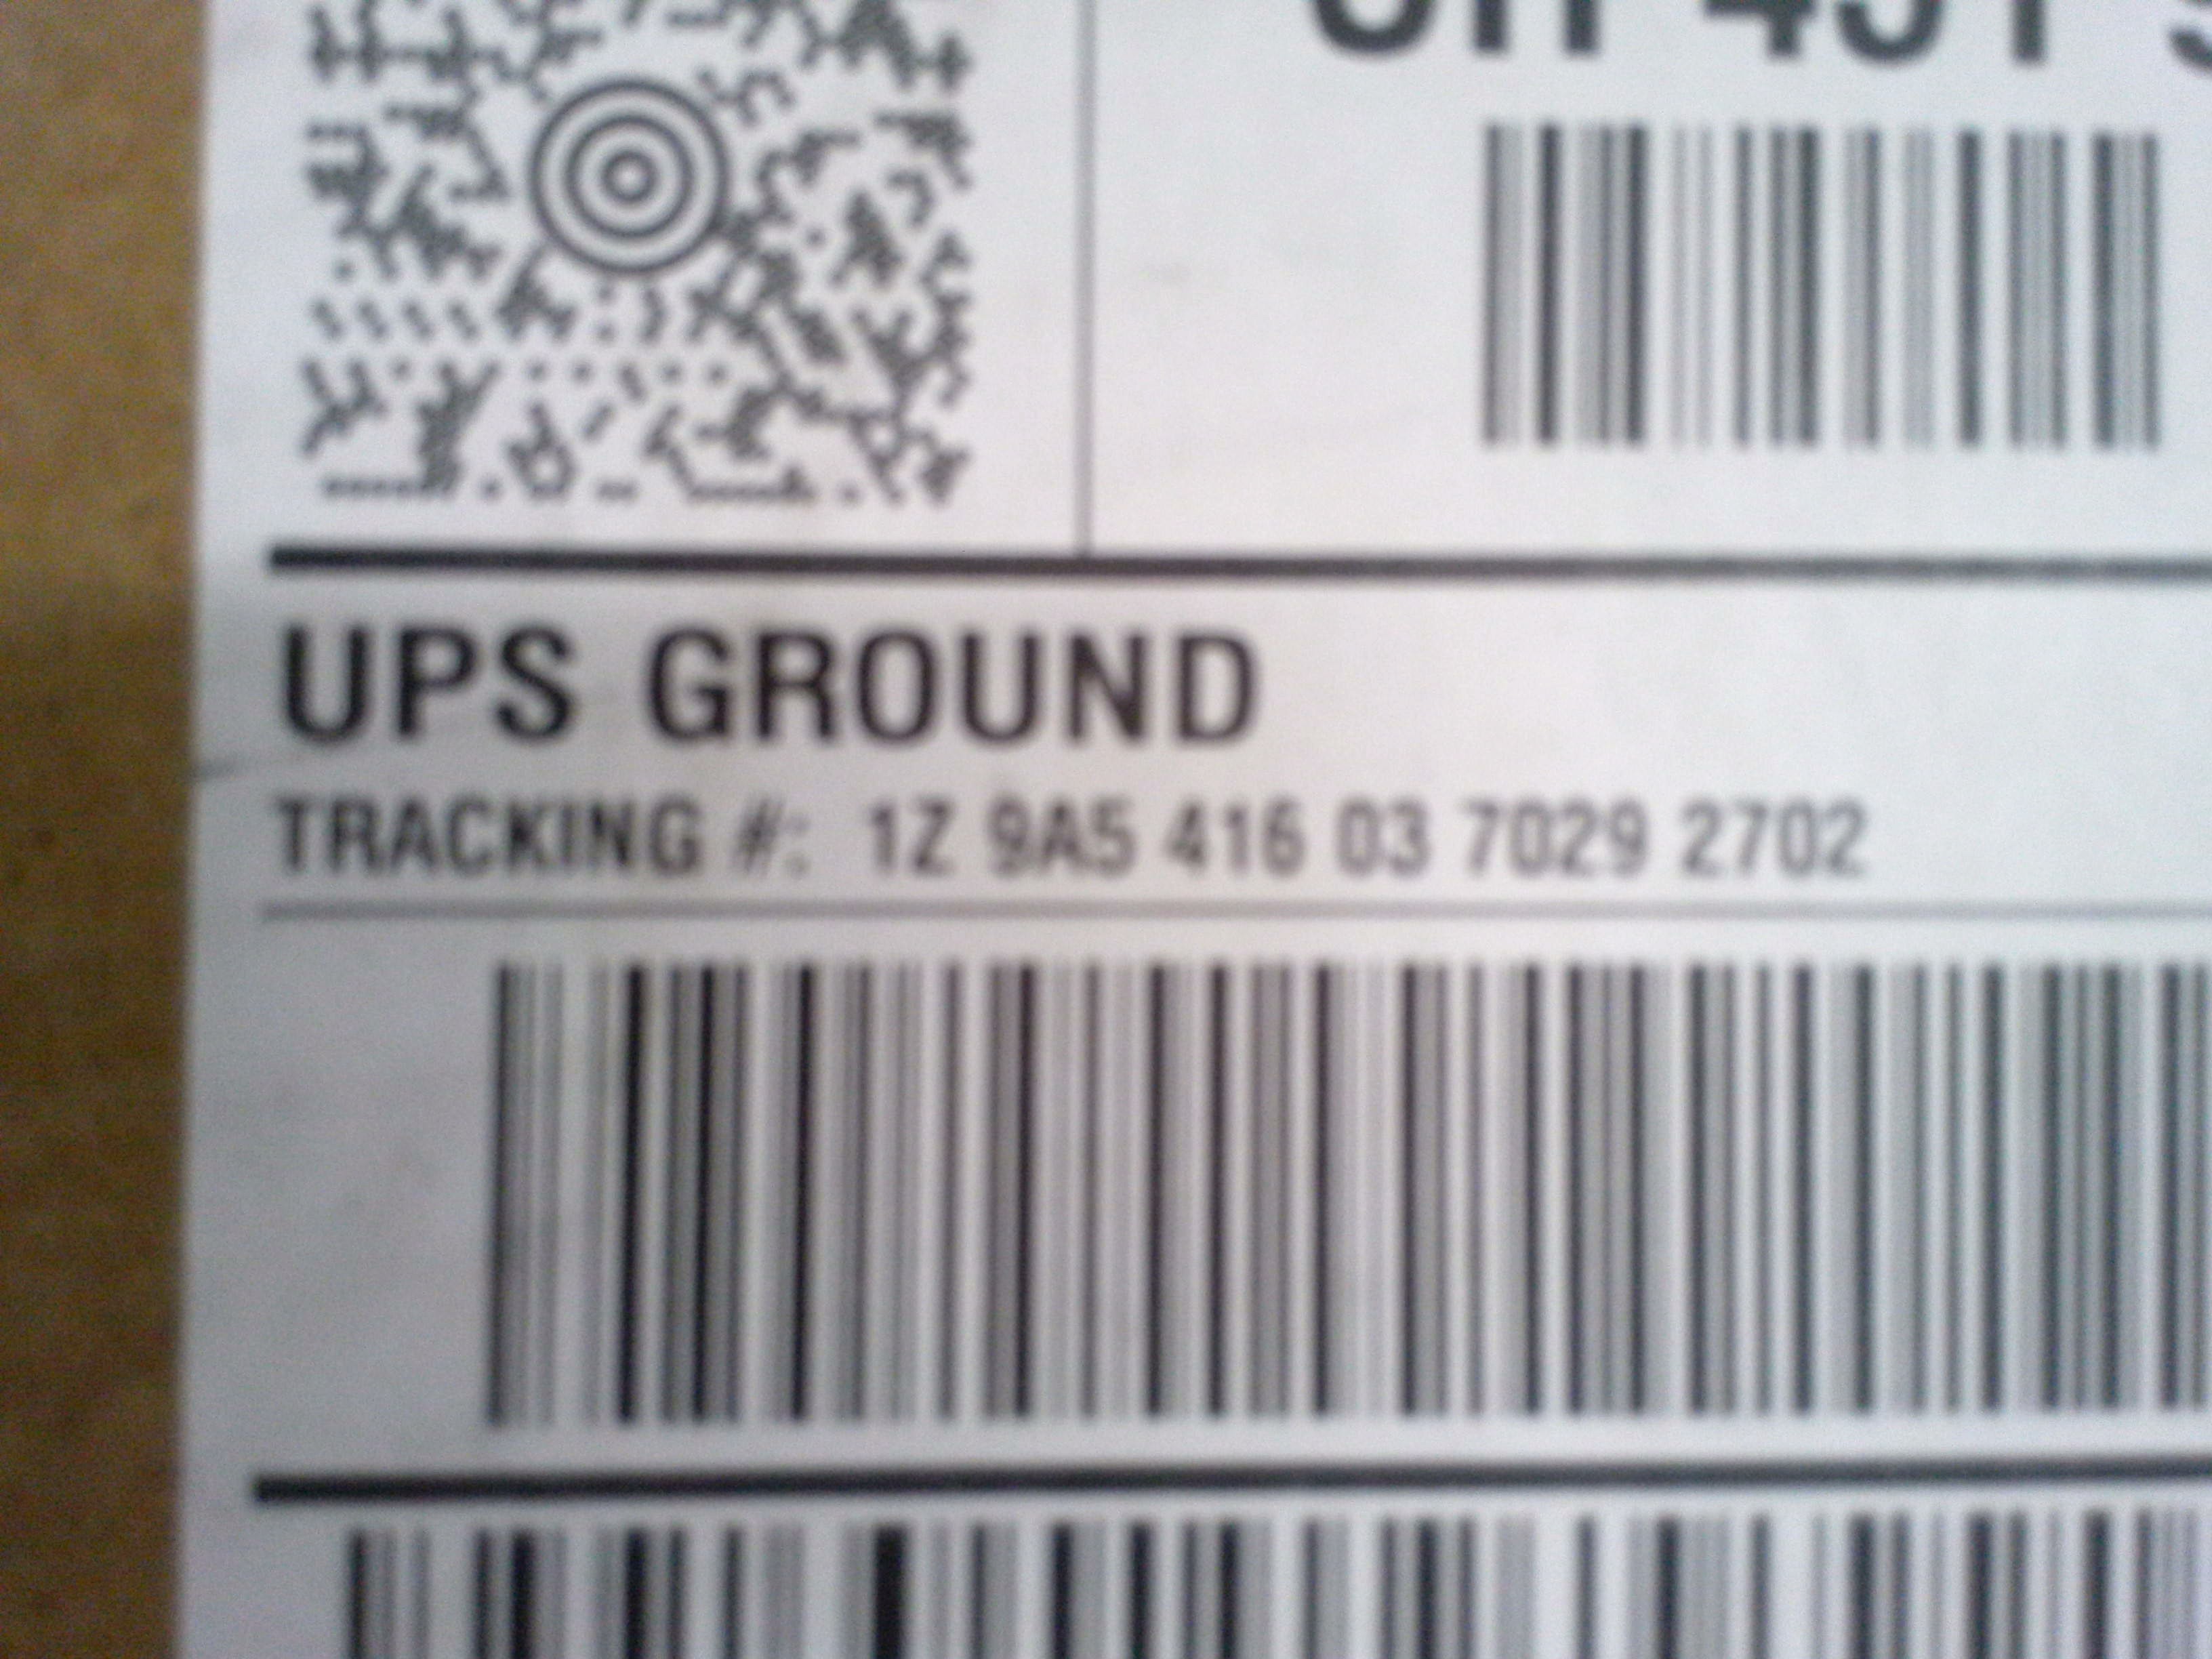 UPS GROUND
TRACKING #: 1Z 9A5 416 03 7029 2702